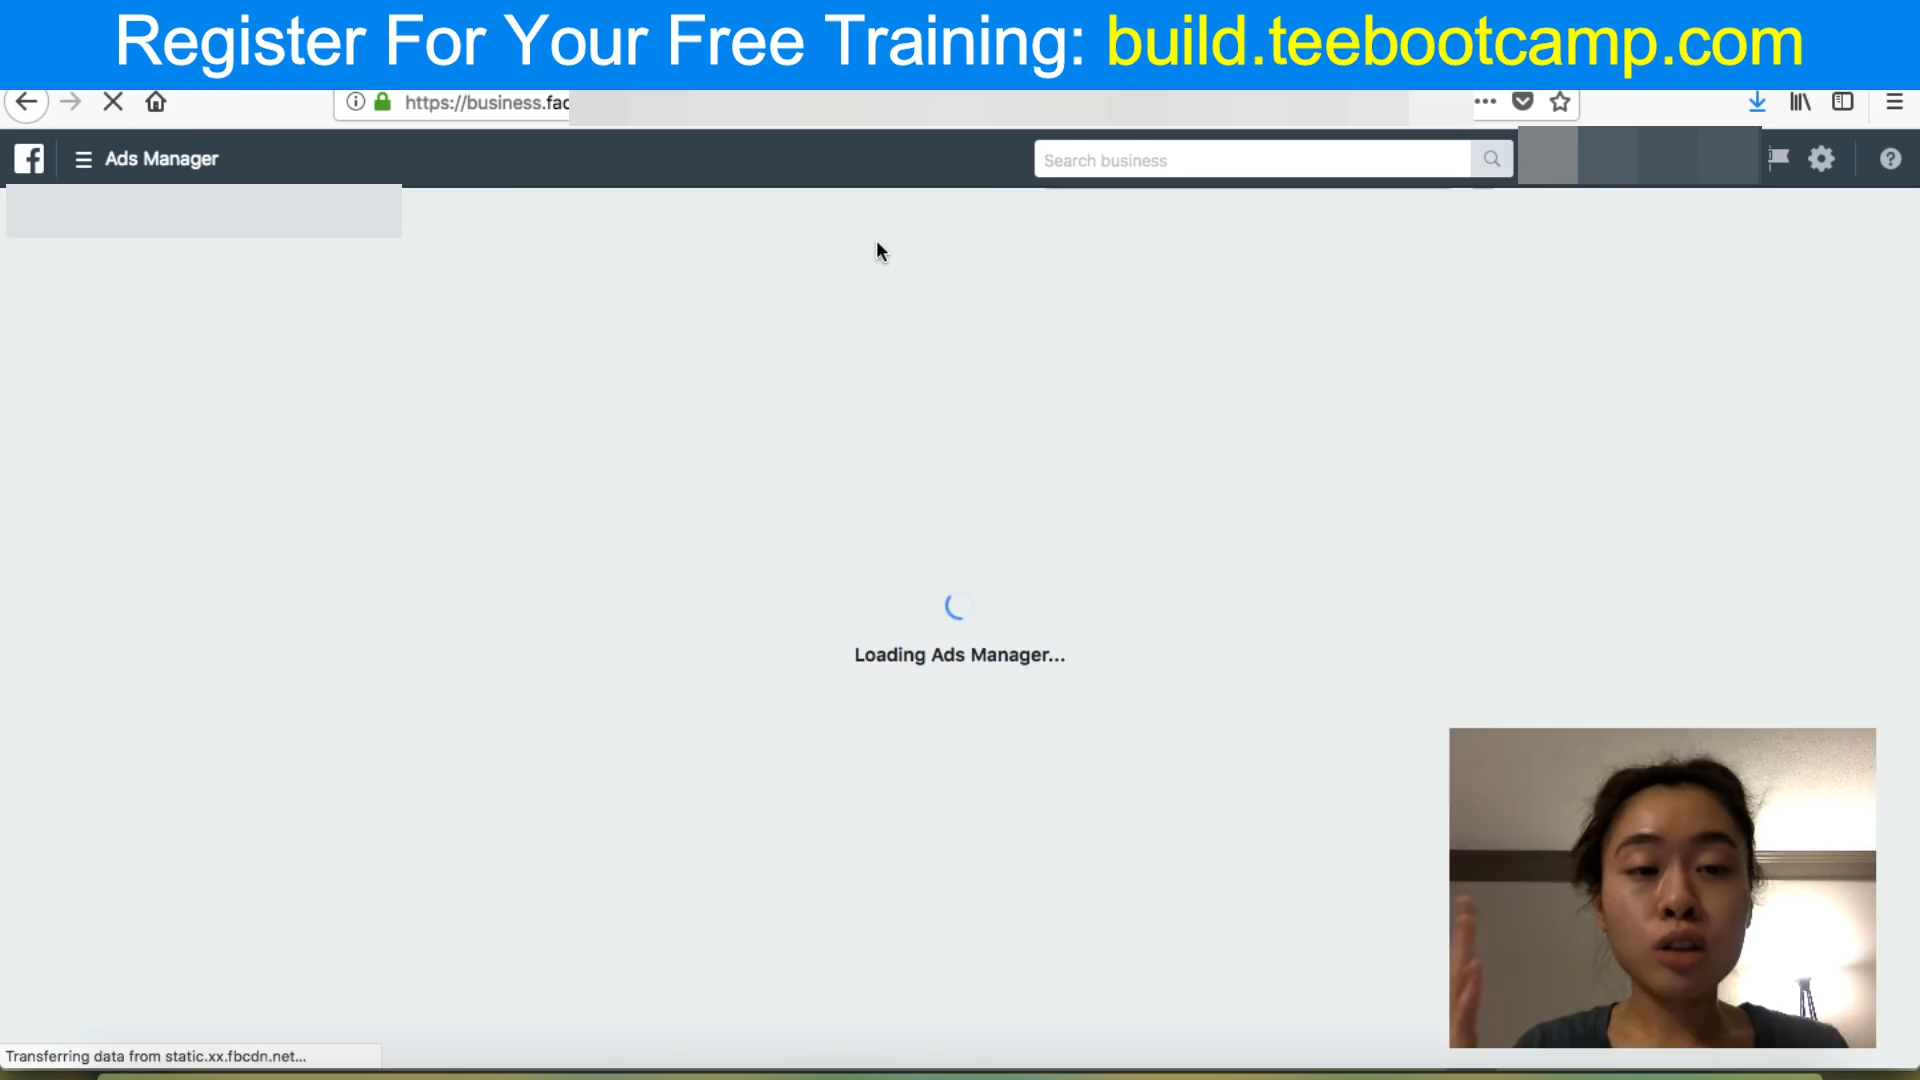 Register For Your Free Training: build.teebootcamp.com
https://business.fac
Ads Manager
Search business
Loading Ads Manager...
Transferring data from static.xx.fbcdn.net...